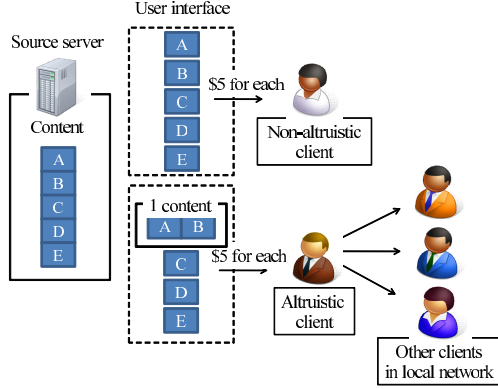 User interface
Source server
Content
A
B
C
D
E
A
B
C
D
E
$5 for each
Non-altruistic
client
1 content
A B
C
D
E
$5 for each
Altruistic
client
Other clients
in local network